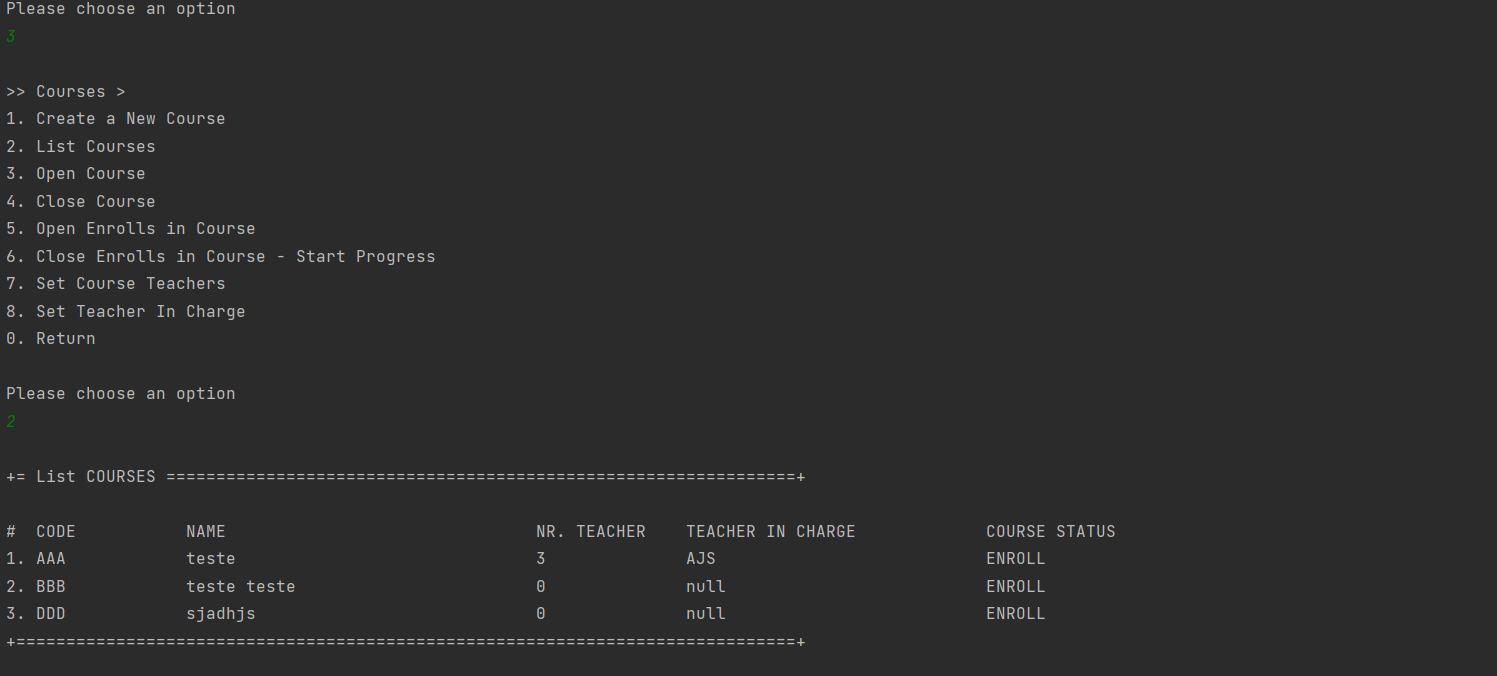 Please choose an option
3
>> Courses >
1. Create a New Course
2. List Courses
3. Open Course
4. Close Course
5. Open Enrolls in Course
6. Close Enrolls in Course - Start Progress
7. Set Course Teachers
8. Set Teacher In Charge
0. Return
Please choose an option
2
+= List COURSES ===============================================================+
#  CODE           NAME                               NR. TEACHER    TEACHER IN CHARGE             COURSE STATUS
1. AAA            teste                              3              AJS                           ENROLL
2. BBB            teste teste                        0              null                          ENROLL
3. DDD            sjadhjs                            0              null                          ENROLL
+==============================================================================+